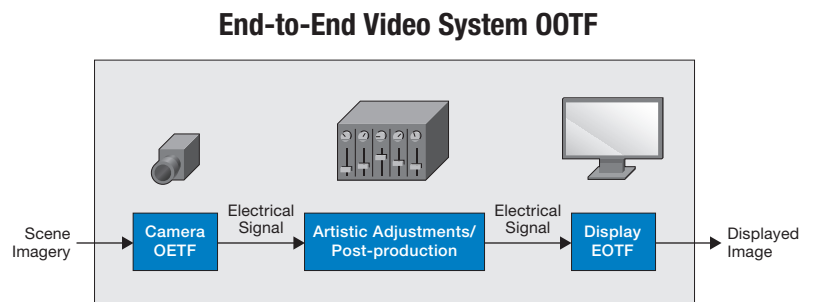 End-to-End Video System OOTF
Scene
Imagery
Camera
OETF
Electrical
Signal
Artistic Adjustments/
Post-production
Electrical
Signal
Display
EOTF
Displayed
Image